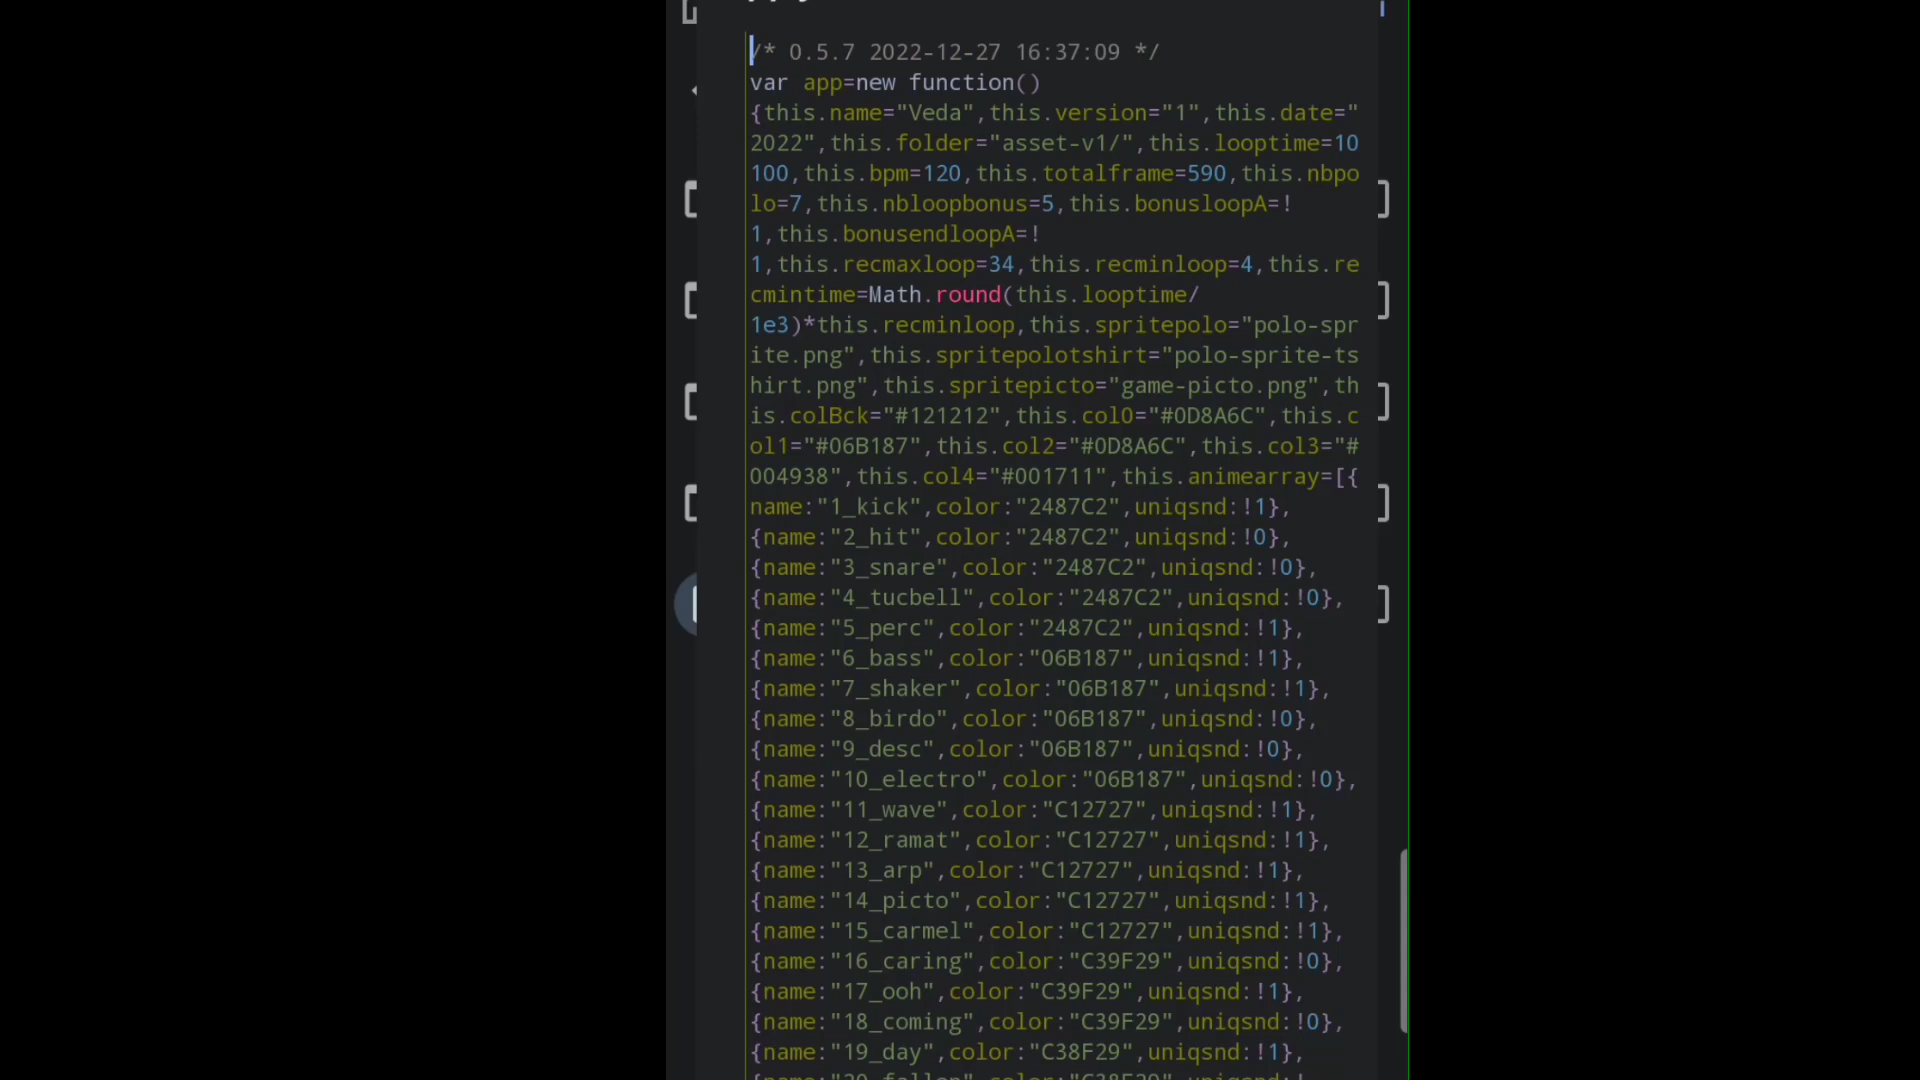 /* 0.5.7 2022-12-27 16:37:09 */
var app=new function()
{this.name="Veda",this.version="1",this.date="
2022",this.folder="asset-v1/",this.looptime=10
100,this.bpm=120,this.totalframe=590,this.nbpo
lo=7,this.nbloopbonus=5,this.bonusloopA=!
1,this.bonusendloopA=!
1,this.recmaxloop=34,this.recminloop=4,this.re
cmintime=Math.round(this.looptime/
1e3)*this.recminloop,this.spritepolo="polo-spr
ite.png",this.spritepolotshirt="polo-sprite-ts
hirt.png",this.spritepicto="game-picto.png",th
is.colBck="#121212",this.col0="#0D8A6C",this.c
ol1="#06B187",this.col2="#0D8A6C",this.col3="#
004938",this.col4="#001711",this.animearray=[{
name:"1_kick",color:"2487C2",uniqsnd:!1},
{name:"2_hit",color:"2487C2",uniqsnd:!0},
{name:"3_snare",color:"2487C2",uniqsnd:!0},
{name:"4_tucbell",color:"2487C2",uniqsnd:!0},
{name:"5_perc",color:"2487C2",uniqsnd:!1},
{name:"6_bass",color:"06B187",uniqsnd:!1},
{name:"7_shaker",color:"06B187",uniqsnd:!1},
{name:"8_birdo",color:"06B187",uniqsnd:!0},
{name:"9_desc",color:"06B187",uniqsnd:!0},
{name:"10_electro",color:"06B187",uniqsnd:!0},
{name:"11_wave",color:"C12727",uniqsnd:!1},
{name:"12_ramat",color:"C12727",uniqsnd:!1},
{name:"13_arp",color:"C12727",uniqsnd:!1},
{name:"14_picto",color:"C12727",uniqsnd:!1},
{name:"15_carmel",color:"C12727",uniqsnd:!1},
{name:"16_caring",color:"C39F29",uniqsnd:!0},
{name:"17_ooh",color:"C39F29",uniqsnd:!1},
{name:"18_coming",color:"C39F29",uniqsnd:!0},
{name:"19_day",color:"C38F29",uniqsnd:!1},